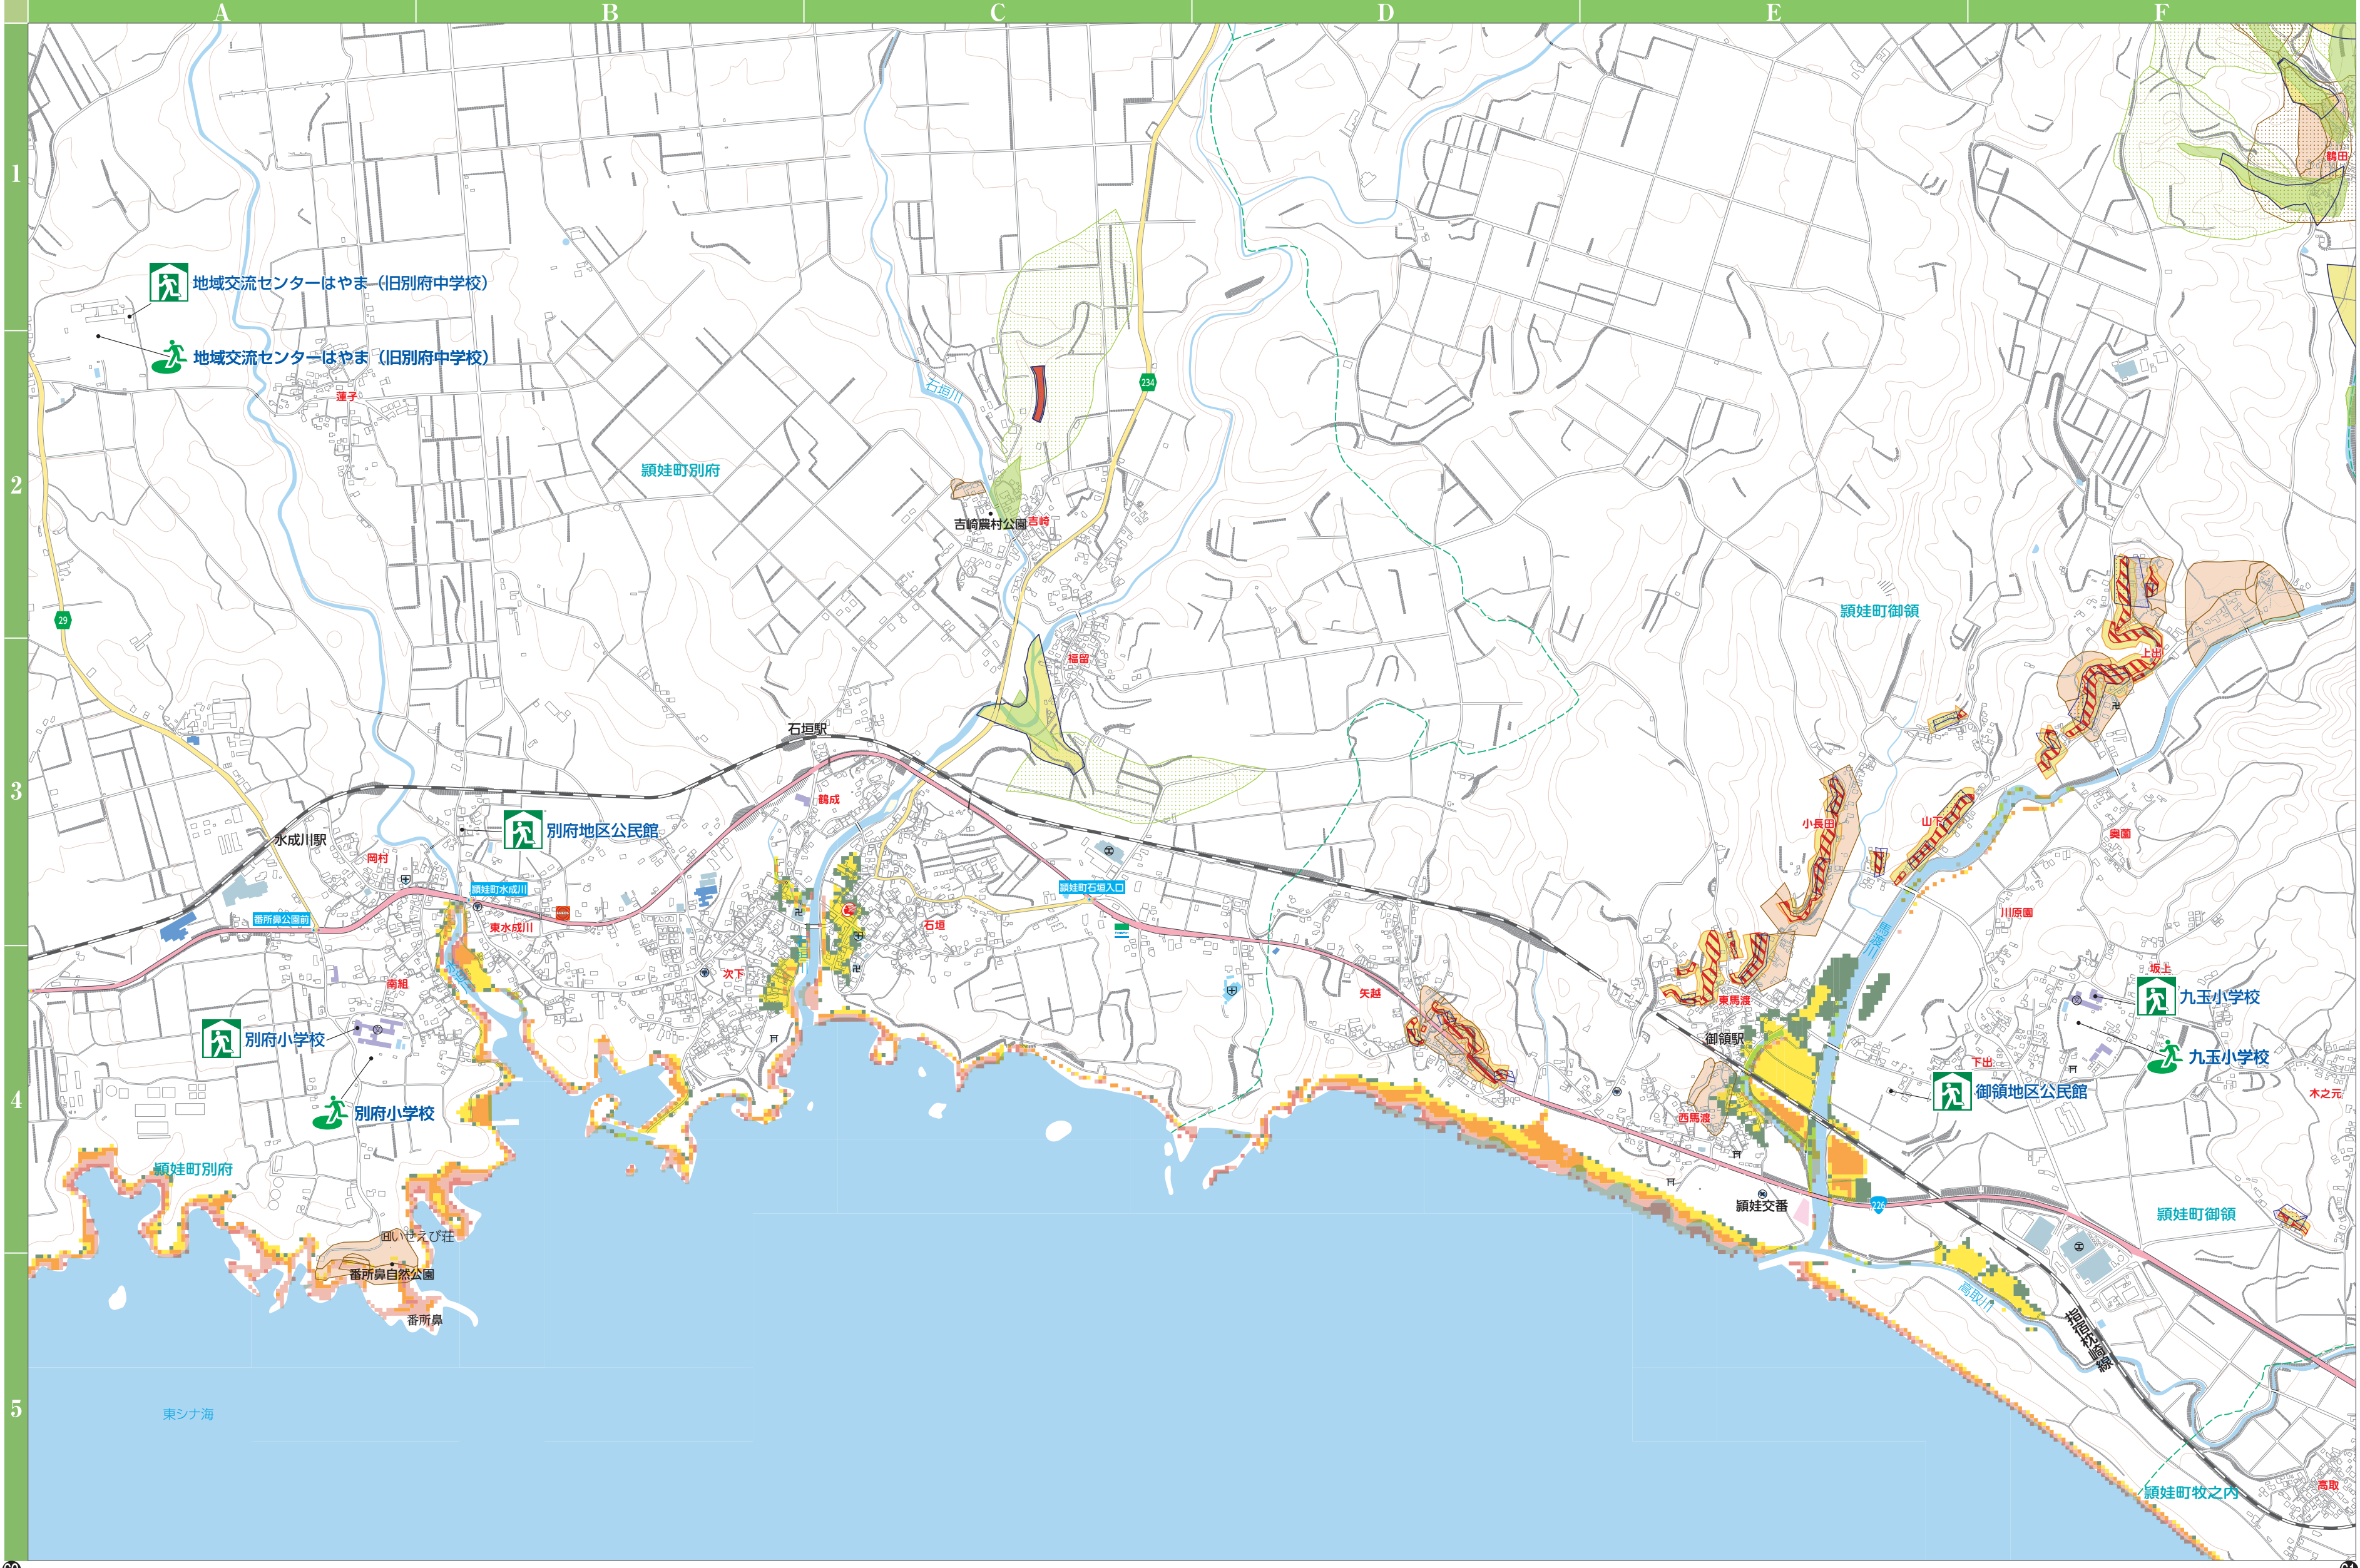 A B C D E F
1
鶴田
地域交流センターはやま（旧別府中学校）
地域交流センターはやま（旧別府中学校）
234
石垣川
蓮子
頴娃町別府
2
吉崎農村公園 吉崎
頴娃町御領
29
上出
福留
石垣駅
3
鶴成
小長田
山下
別府地区公民館
水成川駅
奥園
岡村
頴娃町水成川
頴娃町石垣入口
番所鼻公園前
東水成川
石垣
川原園
馬渡川
次下
坂上
南組
矢越
東馬渡
九玉小学校
別府小学校
御領駅
九玉小学校
下出
御領地区公民館
木之元
4
別府小学校
西馬渡
頴娃町別府
頴娃交番
226
頴娃町御領
いせえび荘
番所鼻自然公園
高取川
番所鼻
指宿枕崎線
5
東シナ海
高取
頴娃町牧之内